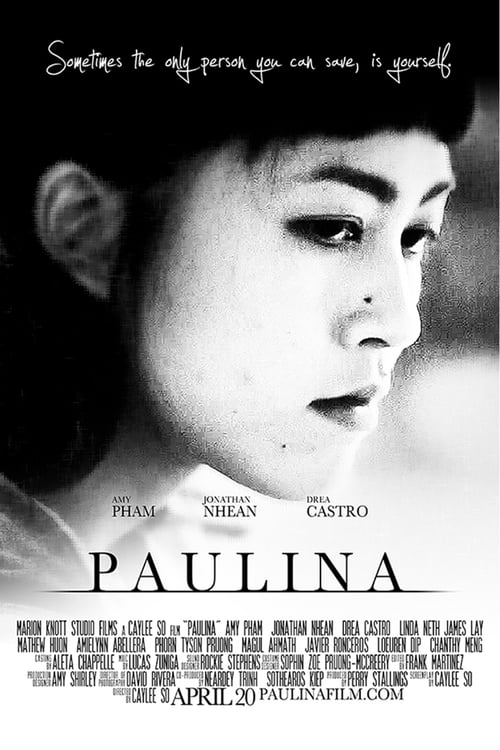 Sometimes the only person you can save, is yourself.
AMY PHAM
JONATHAN NHEAN
DREA CASTRO
PAULINA
MARION KNOTT STUDIO FILMS A CAYLEE SO FILM "PAULINA" AMY PHAM JONATHAN NHEAN DREA CASTRO LINDA NETH JAMES LAY
MATHEW HUON AMIELYNN ABELLERA PHORN TYSON PRUONG MAGUL AHMATH JAVIER RONCEROS LOEUREN DIP CHANTHY MENG
CASTING BY ALETA CHAPPELLE LUCAS ZUNIGA SOUND DESIGNER ROCKIE STEPHENS COSTUME DESIGNER SOPHIN ZOE PRUONG-MCCREERY EDITED BY FRANK MARTINEZ
PRODUCTION DESIGNER AMY SHIRLEY DIRECTOR OF PHOTOGRAPHY DAVID RIVERA CO-PRODUCED BY NEARDEY TRINH SOTHEAROS KIEP PRODUCED BY PERRY STALLINGS SCREENPLAY BY CAYLEE SO
DIRECTED BY CAYLEE SO APRIL 20 PAULINAFILM.COM